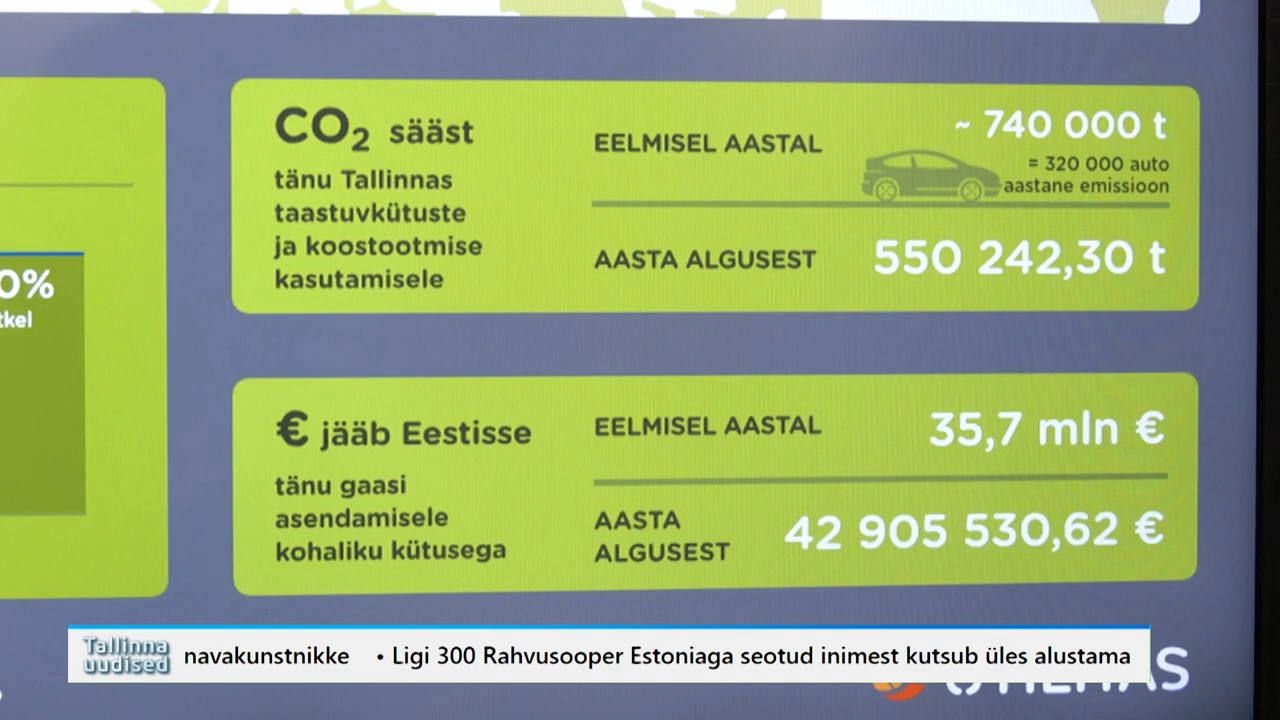 CO₂ sääst
tänu Tallinnas
taastuvkütuste
ja koostootmise
kasutamisele
EELMISEL AASTAL
~ 740 000 t
= 320 000 auto
aastane emissioon
AASTA ALGUSEST
550 242,30 t
0%
tkel
€ jääb Eestisse
tänu gaasi
asendamisele
kohaliku kütusega
EELMISEL AASTAL
35,7 mln €
AASTA
ALGUSEST
42 905 530,62 €
Tallinna
uudised
navakunstnikke • Ligi 300 Rahvusooper Estoniaga seotud inimest kutsub üles alustama